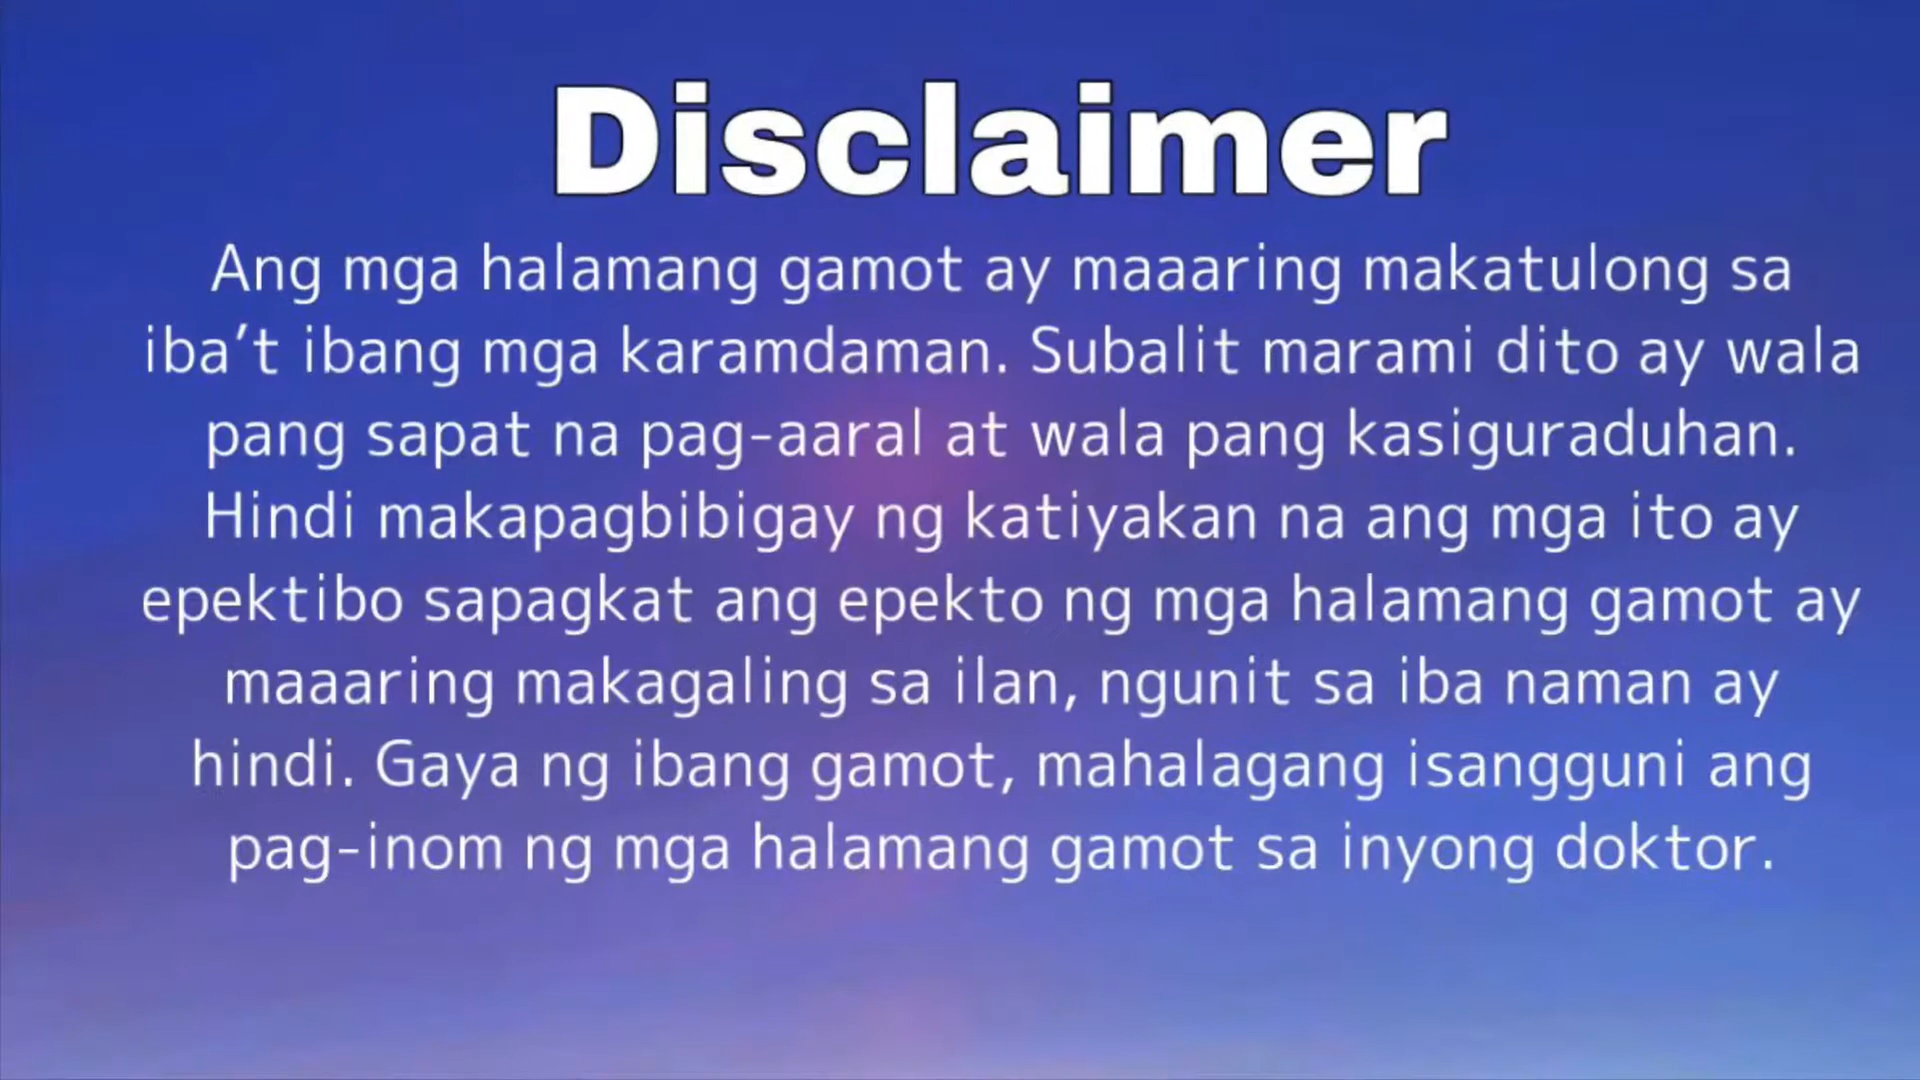 Disclaimer
Ang mga halamang gamot ay maaaring makatulong sa
iba’t ibang mga karamdaman. Subalit marami dito ay wala
pang sapat na pag-aaral at wala pang kasiguraduhan.
Hindi makapagbibigay ng katiyakan na ang mga ito ay
epektibo sapagkat ang epekto ng mga halamang gamot ay
maaaring makagaling sa ilan, ngunit sa iba naman ay
hindi. Gaya ng ibang gamot, mahalagang isangguni ang
pag-inom ng mga halamang gamot sa inyong doktor.